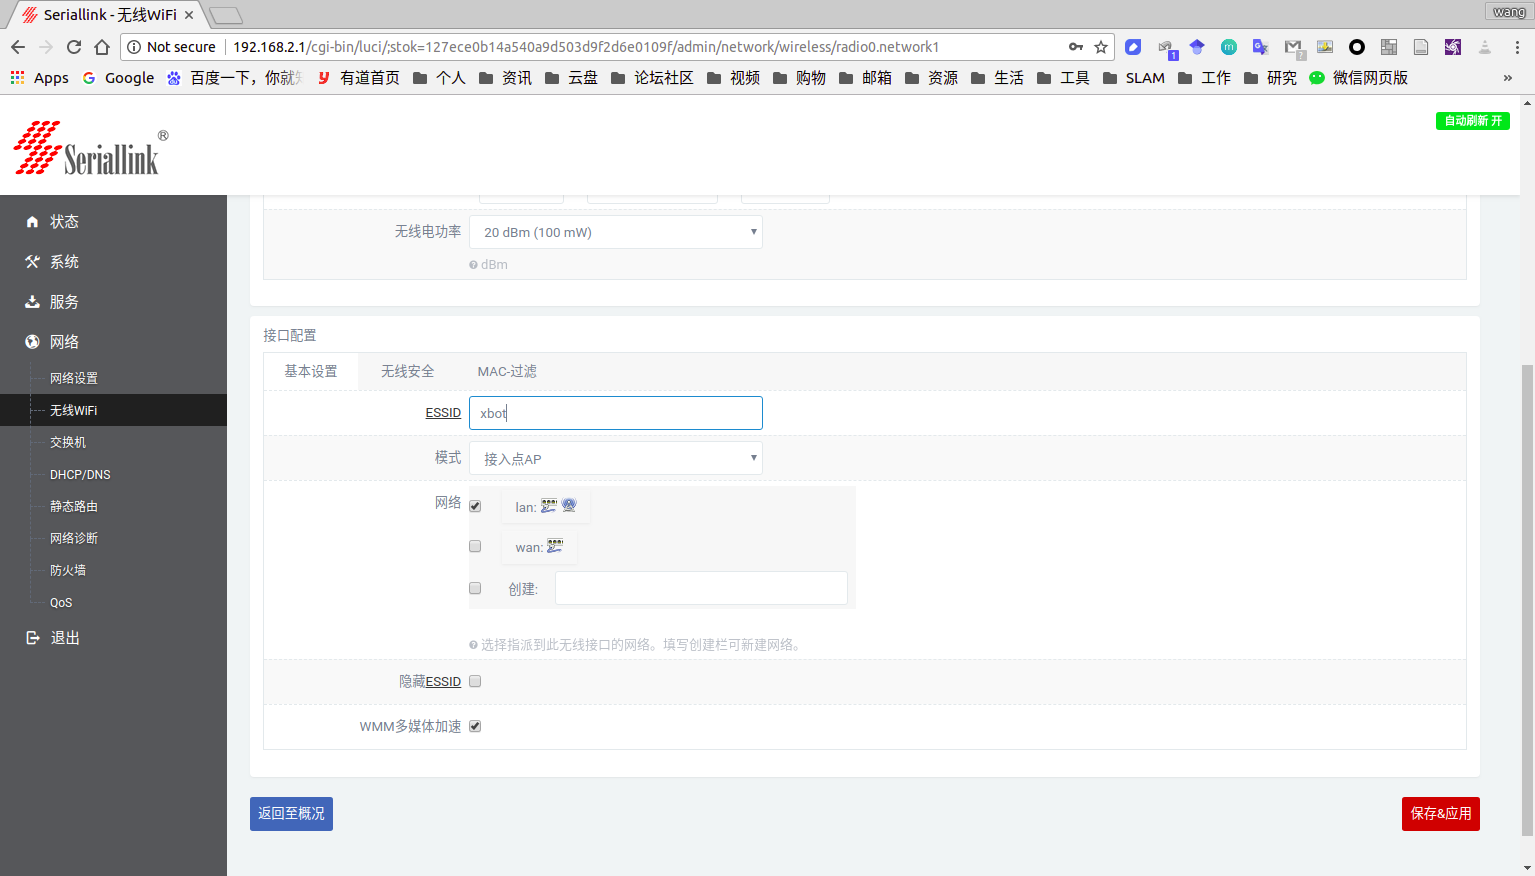 Seriallink - 无线WiFi
wang
Not secure
192.168.2.1/cgi-bin/luci/;stok=127ece0b14a540a9d503d9f2d6e0109f/admin/network/wireless/radio0.network1
Apps Google 百度一下，你就知 有道首页 个人 资讯 云盘 论坛社区 视频 购物 邮箱 资源 生活 工具 SLAM 工作 研究 微信网页版 »
Seriallink®
自动刷新 开
状态
系统
服务
网络
网络设置
无线WiFi
交换机
DHCP/DNS
静态路由
网络诊断
防火墙
QoS
退出
无线电功率 20 dBm (100 mW)
dBm
接口配置
基本设置 无线安全 MAC-过滤
ESSID xbot
模式 接入点AP
网络 lan:
wan:
创建:
选择指派到此无线接口的网络。填写创建栏可新建网络。
隐藏ESSID
WMM多媒体加速
返回至概况 保存&应用